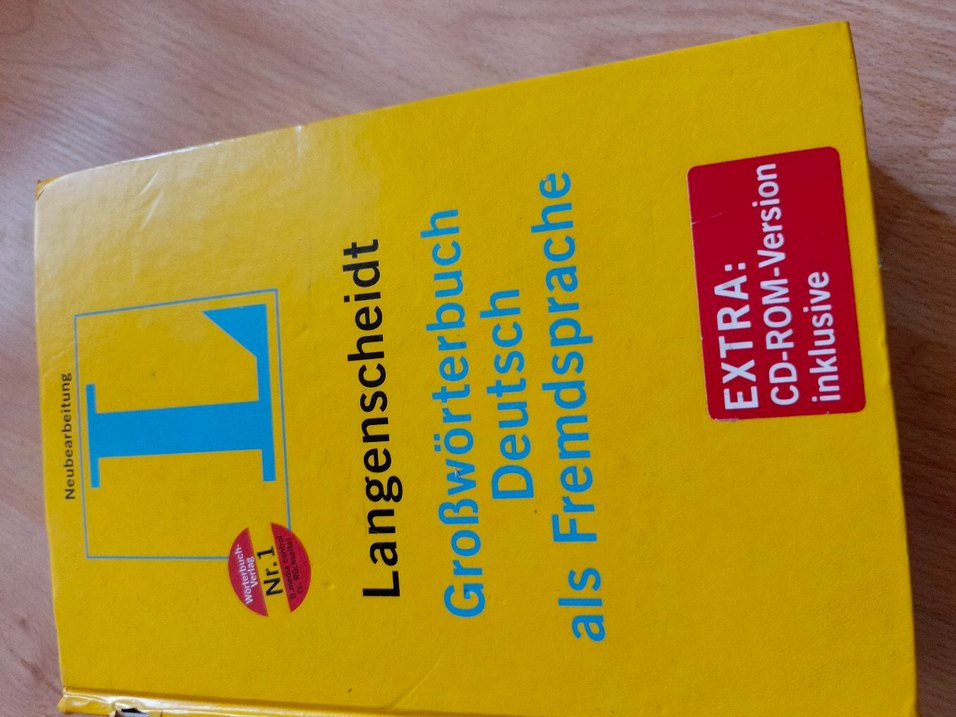 Neubearbeitung
L
Wörterbuch-
Verlag
Nr. 1
Langenscheidt
Großwörterbuch
Deutsch
als Fremdsprache
EXTRA:
CD-ROM-Version
inklusive